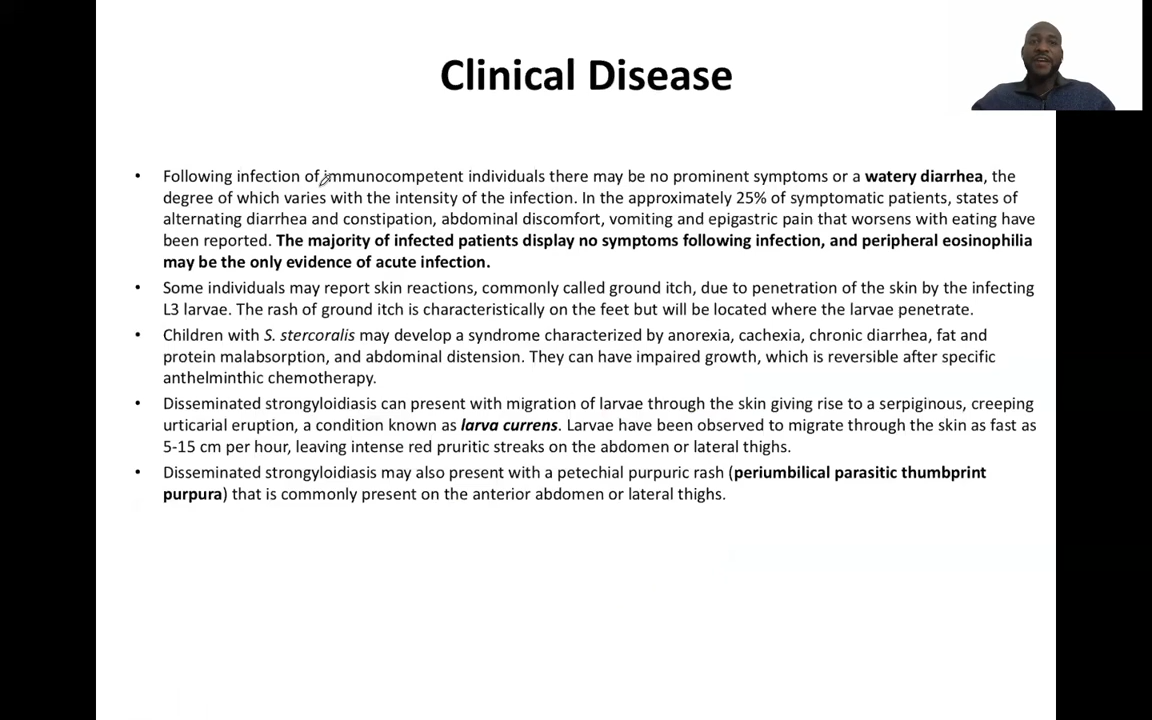 Clinical Disease
• Following infection of immunocompetent individuals there may be no prominent symptoms or a watery diarrhea, the
degree of which varies with the intensity of the infection. In the approximately 25% of symptomatic patients, states of
alternating diarrhea and constipation, abdominal discomfort, vomiting and epigastric pain that worsens with eating have
been reported. The majority of infected patients display no symptoms following infection, and peripheral eosinophilia
may be the only evidence of acute infection.
• Some individuals may report skin reactions, commonly called ground itch, due to penetration of the skin by the infecting
L3 larvae. The rash of ground itch is characteristically on the feet but will be located where the larvae penetrate.
• Children with S. stercoralis may develop a syndrome characterized by anorexia, cachexia, chronic diarrhea, fat and
protein malabsorption, and abdominal distension. They can have impaired growth, which is reversible after specific
anthelminthic chemotherapy.
• Disseminated strongyloidiasis can present with migration of larvae through the skin giving rise to a serpiginous, creeping
urticarial eruption, a condition known as larva currens. Larvae have been observed to migrate through the skin as fast as
5-15 cm per hour, leaving intense red pruritic streaks on the abdomen or lateral thighs.
• Disseminated strongyloidiasis may also present with a petechial purpuric rash (periumbilical parasitic thumbprint
purpura) that is commonly present on the anterior abdomen or lateral thighs.